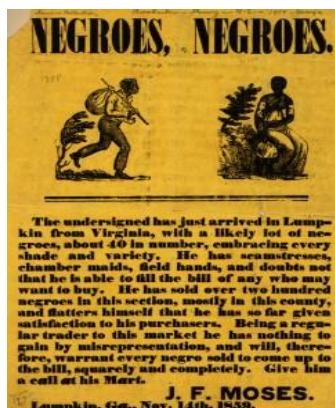 NEGROES, NEGROES.
The undersigned has just arrived in Lump-
kin from Virginia, with a likely lot of ne-
groes, about 40 in number, embracing every
shade and variety. He has seamstresses,
chamber maids, field hands, and doubts not
that he is able to fill the bill of any who may
want to buy. He has sold over two hundred
negroes in this section, mostly in this county
and flatters himself that he has so far given
satisfaction to his purchasers. Being a regu-
lar trader to this market he has nothing to
gain by misrepresentation, and will, there-
fore, warrant every negro sold to come up to
the bill, squarely and completely. Give him
a call at his Mart.
J. F. MOSES.
Lumpkin, Ga., Nov. 14th, 1859.